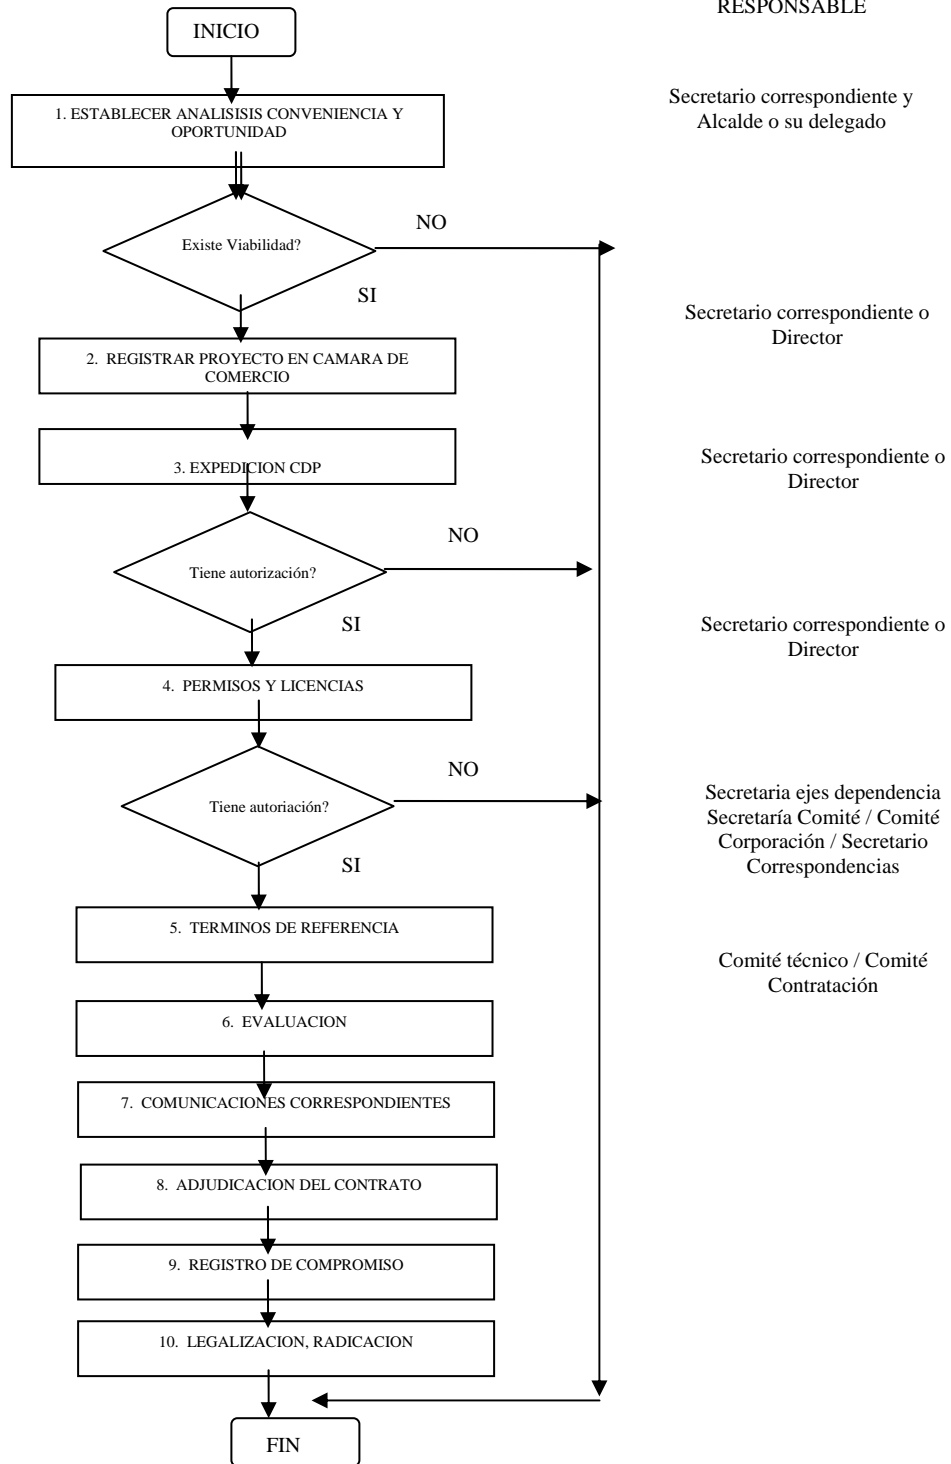 RESPONSABLE
INICIO
1. ESTABLECER ANALISISIS CONVENIENCIA Y
OPORTUNIDAD
Secretario correspondiente y
Alcalde o su delegado
NO
Existe Viabilidad?
SI
Secretario correspondiente o
Director
2. REGISTRAR PROYECTO EN CAMARA DE
COMERCIO
3. EXPEDICION CDP
Secretario correspondiente o
Director
NO
Tiene autorización?
SI
Secretario correspondiente o
Director
4. PERMISOS Y LICENCIAS
NO
Tiene autoriación?
SI
Secretaria ejes dependencia
Secretaría Comité / Comité
Corporación / Secretario
Correspondencias
5. TERMINOS DE REFERENCIA
Comité técnico / Comité
Contratación
6. EVALUACION
7. COMUNICACIONES CORRESPONDIENTES
8. ADJUDICACION DEL CONTRATO
9. REGISTRO DE COMPROMISO
10. LEGALIZACION, RADICACION
FIN